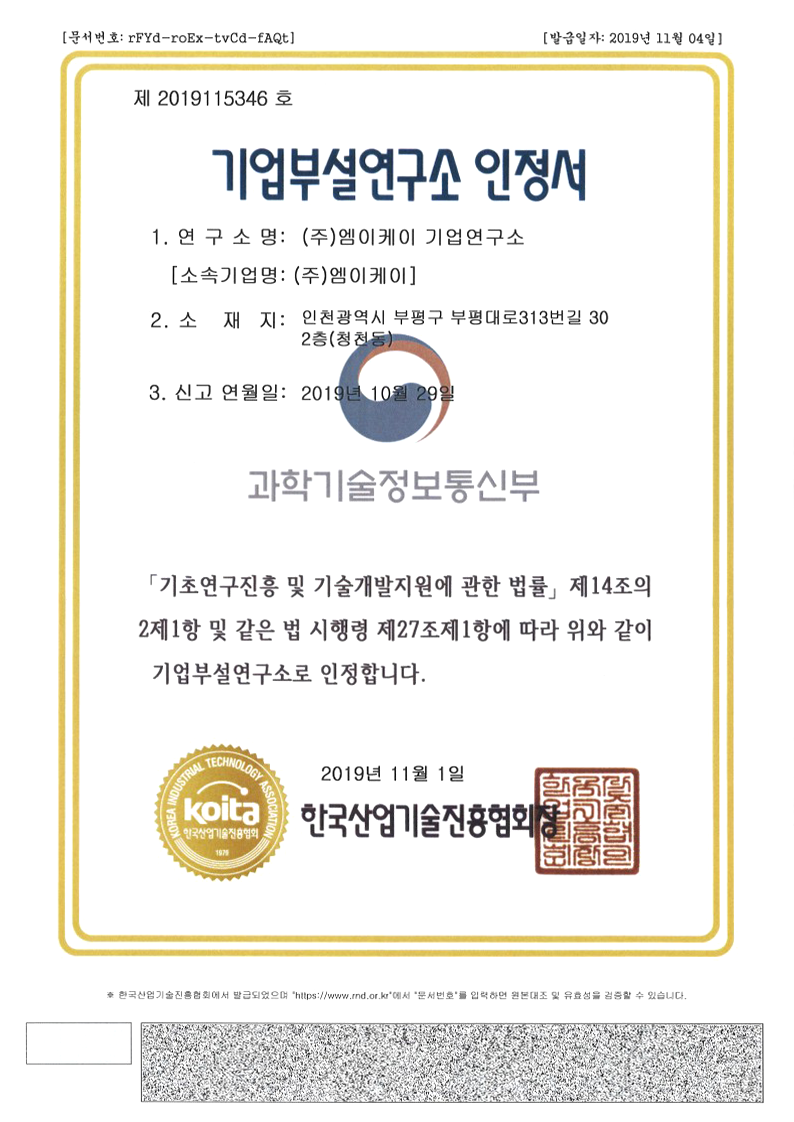 [문서번호: rFYd-roEx-tvCd-fAQt]
[발급일자: 2019년 11월 04일]
제 2019115346 호
기업부설연구소 인정서
1. 연 구 소 명: (주)엠이케이 기업연구소
[소속기업명: (주)엠이케이]
2. 소 재 지: 인천광역시 부평구 부평대로313번길 30
2층(청천동)
3. 신고 연월일: 2019년 10월 29일
과학기술정보통신부
「기초연구진흥 및 기술개발지원에 관한 법률」 제14조의
2제1항 및 같은 법 시행령 제27조제1항에 따라 위와 같이
기업부설연구소로 인정합니다.
2019년 11월 1일
한국산업기술진흥협회장
KOREA INDUSTRIAL TECHNOLOGY ASSOCIATION
koita
한국산업기술진흥협회
1979
※ 한국산업기술진흥협회에서 발급되었으며 "https://www.rnd.or.kr"에서 "문서번호"를 입력하면 원본대조 및 유효성을 검증할 수 있습니다.